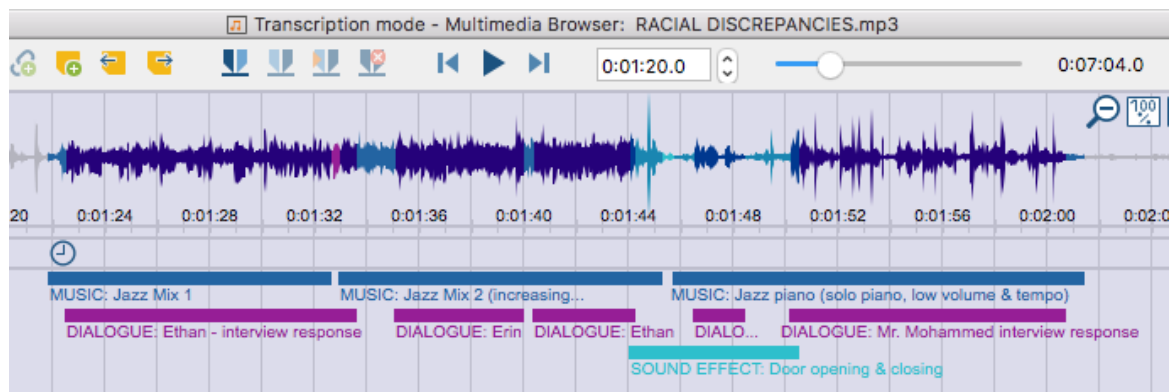 Transcription mode - Multimedia Browser: RACIAL DISCREPANCIES.mp3
0:01:20.0 0:07:04.0
100 %
20 0:01:24 0:01:28 0:01:32 0:01:36 0:01:40 0:01:44 0:01:48 0:01:52 0:01:56 0:02:00 0:02:0
MUSIC: Jazz Mix 1 MUSIC: Jazz Mix 2 (increasing... MUSIC: Jazz piano (solo piano, low volume & tempo)
DIALOGUE: Ethan - interview response DIALOGUE: Erin DIALOGUE: Ethan DIALO... DIALOGUE: Mr. Mohammed interview response
SOUND EFFECT: Door opening & closing